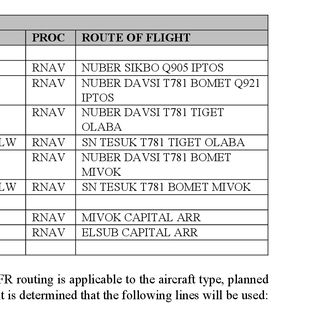 PROC ROUTE OF FLIGHT
RNAV NUBER SIKBO Q905 IPTOS
RNAV NUBER DAVSI T781 BOMET Q921
IPTOS
RNAV NUBER DAVSI T781 TIGET
OLABA
LW RNAV SN TESUK T781 TIGET OLABA
RNAV NUBER DAVSI T781 BOMET
MIVOK
LW RNAV SN TESUK T781 BOMET MIVOK
RNAV MIVOK CAPITAL ARR
RNAV ELSUB CAPITAL ARR
FR routing is applicable to the aircraft type, planned
t is determined that the following lines will be used: